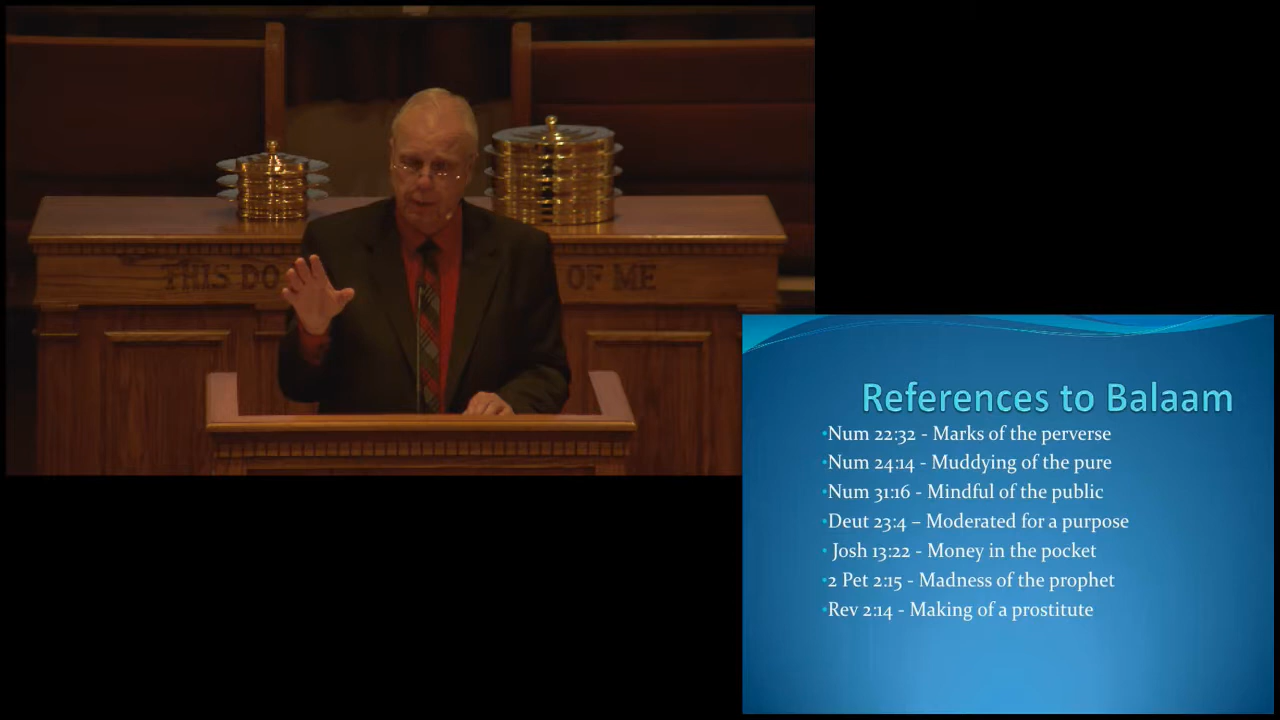 THIS DO OF ME
References to Balaam
•Num 22:32 - Marks of the perverse
•Num 24:14 - Muddying of the pure
•Num 31:16 - Mindful of the public
•Deut 23:4 – Moderated for a purpose
• Josh 13:22 - Money in the pocket
•2 Pet 2:15 - Madness of the prophet
•Rev 2:14 - Making of a prostitute